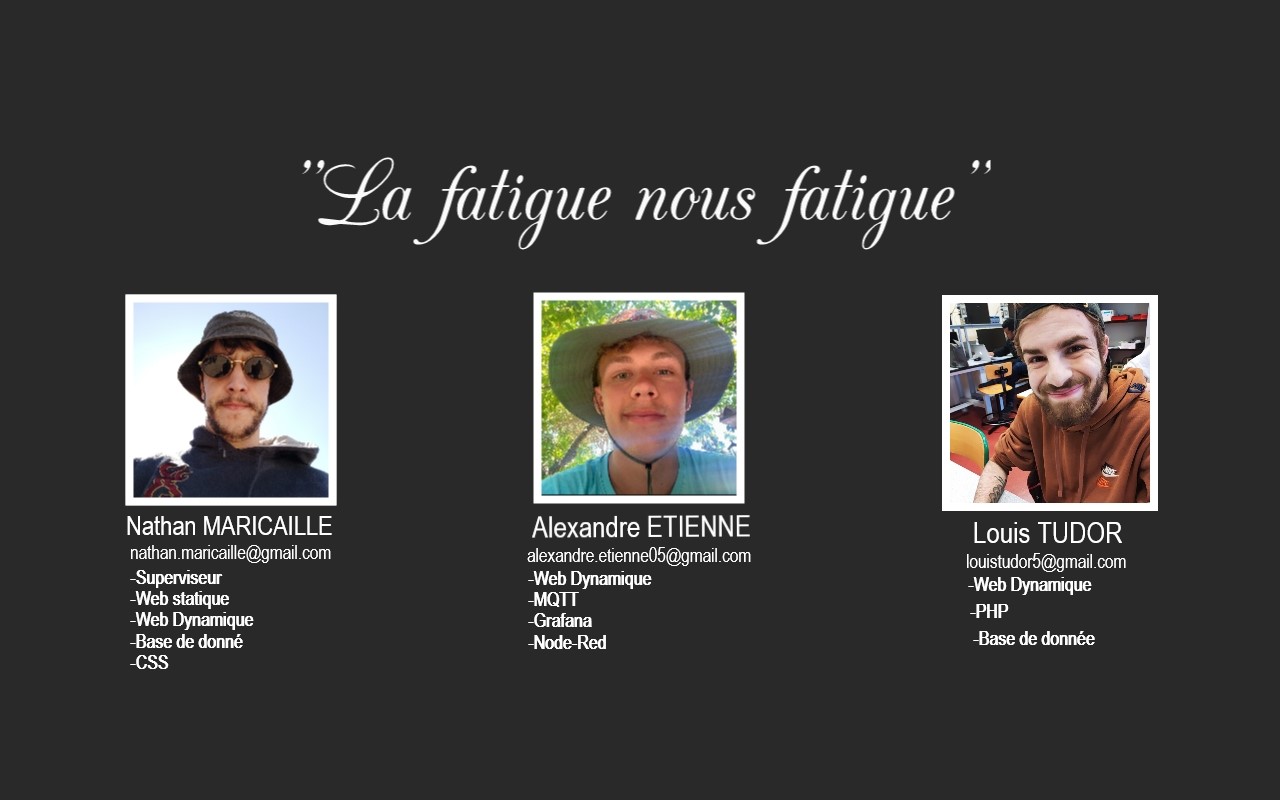 "La fatigue nous fatigue"
Nathan MARICAILLE
nathan.maricaille@gmail.com
-Superviseur
-Web statique
-Web Dynamique
-Base de donné
-CSS
Alexandre ETIENNE
alexandre.etienne05@gmail.com
-Web Dynamique
-MQTT
-Grafana
-Node-Red
Louis TUDOR
louistudor5@gmail.com
-Web Dynamique
-PHP
-Base de donnée